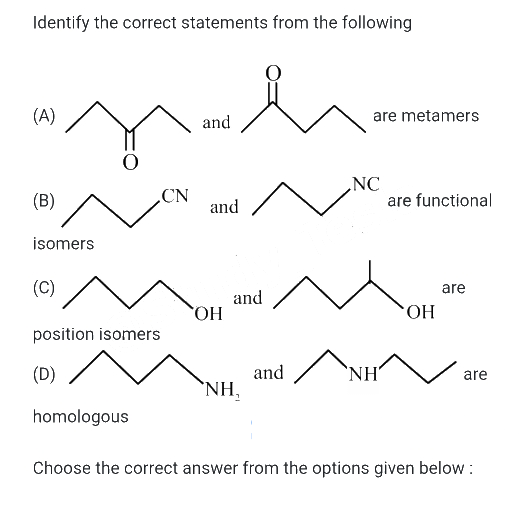 Identify the correct statements from the following
O
(A) and are metamers
O
(B) CN and NC are functional
isomers
(C) OH and OH are
position isomers
(D) NH₂ and NH are
homologous
Choose the correct answer from the options given below :